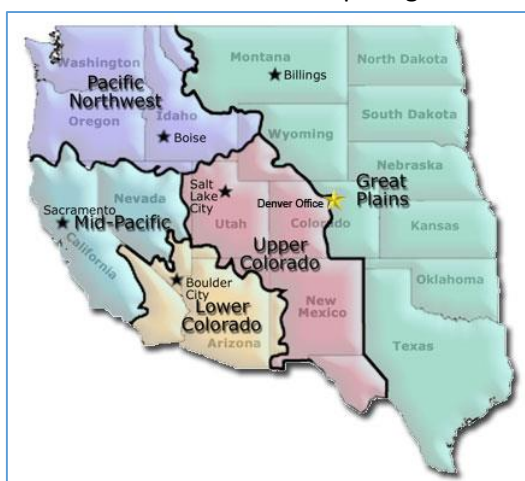 Washington
Montana
North Dakota
Pacific
Northwest
Billings
Oregon
Idaho
Boise
South Dakota
Wyoming
Nebraska
Salt
Lake
City
Great
Plains
Denver Office
Nevada
Sacramento
Mid-Pacific
Utah
Colorado
Kansas
California
Upper
Colorado
Boulder
City
Oklahoma
Lower
Colorado
New
Mexico
Arizona
Texas